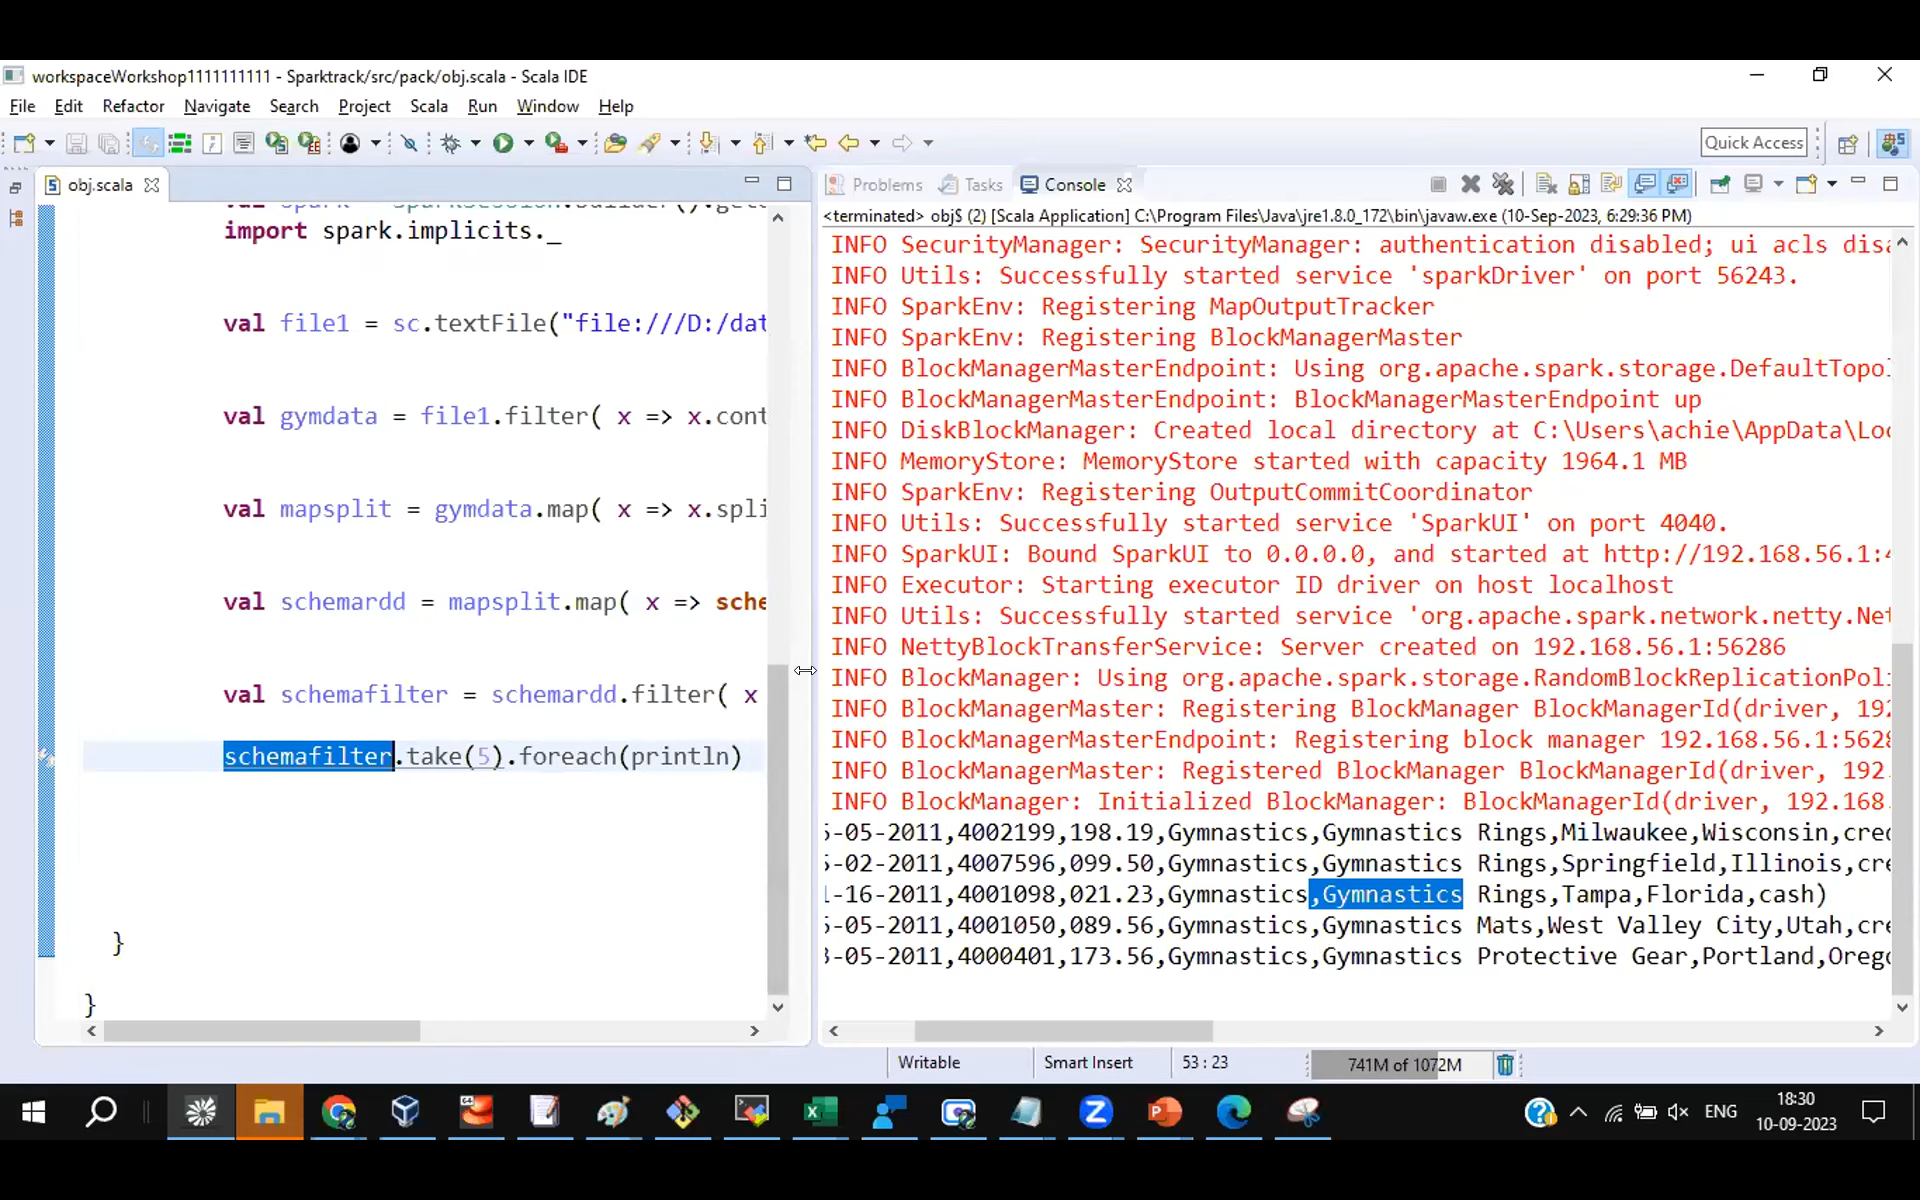 workspaceWorkshop1111111111 - Sparktrack/src/pack/obj.scala - Scala IDE
File Edit Refactor Navigate Search Project Scala Run Window Help
Quick Access
obj.scala
Problems Tasks Console
<terminated> obj$ (2) [Scala Application] C:\Program Files\Java\jre1.8.0_172\bin\javaw.exe (10-Sep-2023, 6:29:36 PM)
import spark.implicits._
val file1 = sc.textFile("file:///D:/dat
val gymdata = file1.filter( x => x.cont
val mapsplit = gymdata.map( x => x.spli
val schemardd = mapsplit.map( x => sche
val schemafilter = schemardd.filter( x
schemafilter.take(5).foreach(println)
}
}
INFO SecurityManager: SecurityManager: authentication disabled; ui acls disa
INFO Utils: Successfully started service 'sparkDriver' on port 56243.
INFO SparkEnv: Registering MapOutputTracker
INFO SparkEnv: Registering BlockManagerMaster
INFO BlockManagerMasterEndpoint: Using org.apache.spark.storage.DefaultTopol
INFO BlockManagerMasterEndpoint: BlockManagerMasterEndpoint up
INFO DiskBlockManager: Created local directory at C:\Users\achie\AppData\Loc
INFO MemoryStore: MemoryStore started with capacity 1964.1 MB
INFO SparkEnv: Registering OutputCommitCoordinator
INFO Utils: Successfully started service 'SparkUI' on port 4040.
INFO SparkUI: Bound SparkUI to 0.0.0.0, and started at http://192.168.56.1:4
INFO Executor: Starting executor ID driver on host localhost
INFO Utils: Successfully started service 'org.apache.spark.network.netty.Net
INFO NettyBlockTransferService: Server created on 192.168.56.1:56286
INFO BlockManager: Using org.apache.spark.storage.RandomBlockReplicationPoli
INFO BlockManagerMaster: Registering BlockManager BlockManagerId(driver, 192
INFO BlockManagerMasterEndpoint: Registering block manager 192.168.56.1:5628
INFO BlockManagerMaster: Registered BlockManager BlockManagerId(driver, 192.
INFO BlockManager: Initialized BlockManager: BlockManagerId(driver, 192.168.
5-05-2011,4002199,198.19,Gymnastics,Gymnastics Rings,Milwaukee,Wisconsin,cred
5-02-2011,4007596,099.50,Gymnastics,Gymnastics Rings,Springfield,Illinois,cre
1-16-2011,4001098,021.23,Gymnastics,Gymnastics Rings,Tampa,Florida,cash)
5-05-2011,4001050,089.56,Gymnastics,Gymnastics Mats,West Valley City,Utah,cre
3-05-2011,4000401,173.56,Gymnastics,Gymnastics Protective Gear,Portland,Orego
Writable Smart Insert 53 : 23 741M of 1072M
ENG
18:30
10-09-2023